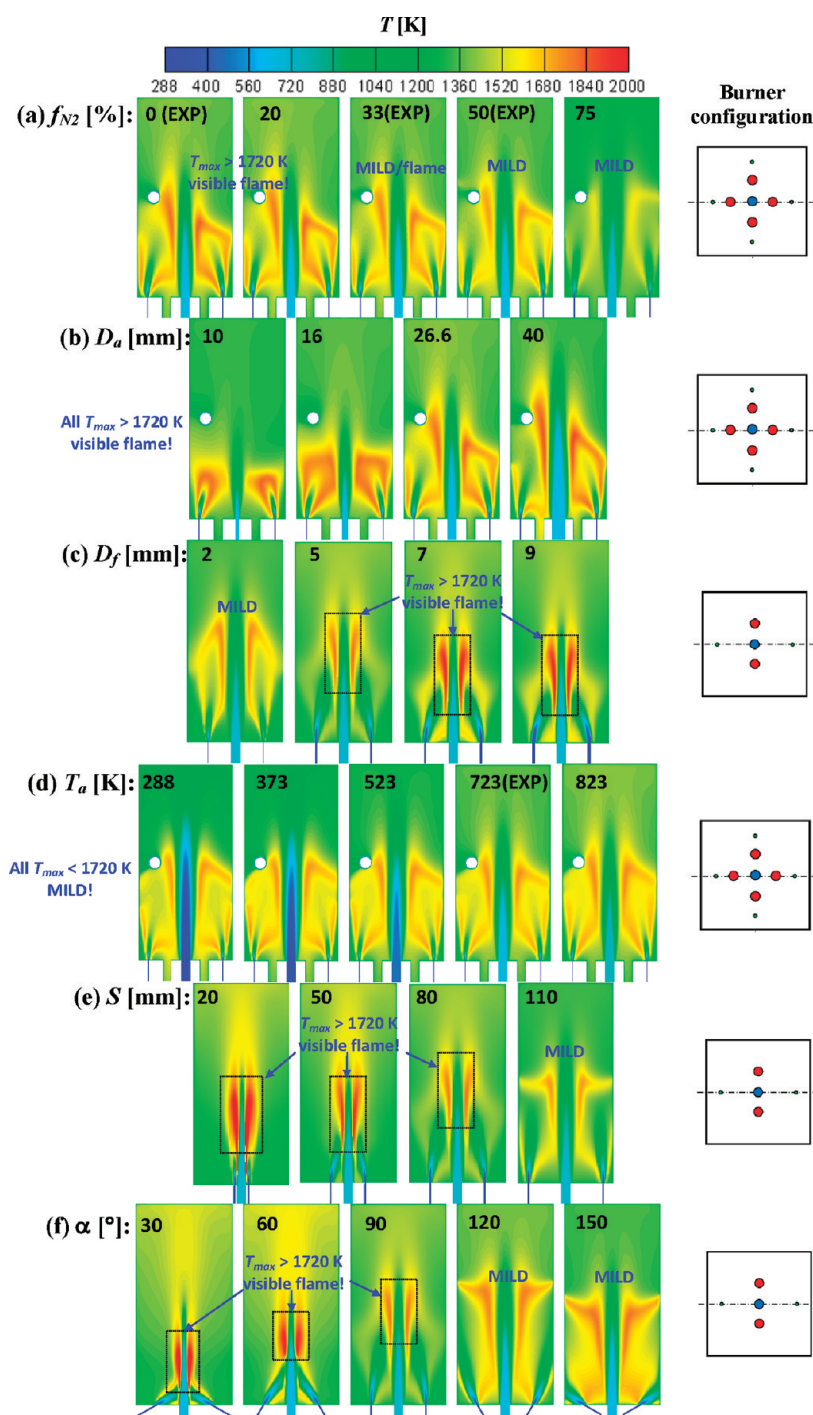 T [K]
288 400 560 720 880 1040 1200 1360 1520 1680 1840 2000
Burner
configuration
(a) fN2 [%]: 0 (EXP) 20 33(EXP) 50(EXP) 75
Tmax > 1720 K
visible flame!
MILD/flame MILD MILD
(b) Da [mm]: 10 16 26.6 40
All Tmax > 1720 K
visible flame!
(c) Df [mm]: 2 5 7 9
Tmax > 1720 K
visible flame!
MILD
(d) Ta [K]: 288 373 523 723(EXP) 823
All Tmax < 1720 K
MILD!
(e) S [mm]: 20 50 80 110
Tmax > 1720 K
visible flame!
MILD
(f) α [°]: 30 60 90 120 150
Tmax > 1720 K
visible flame!
MILD MILD